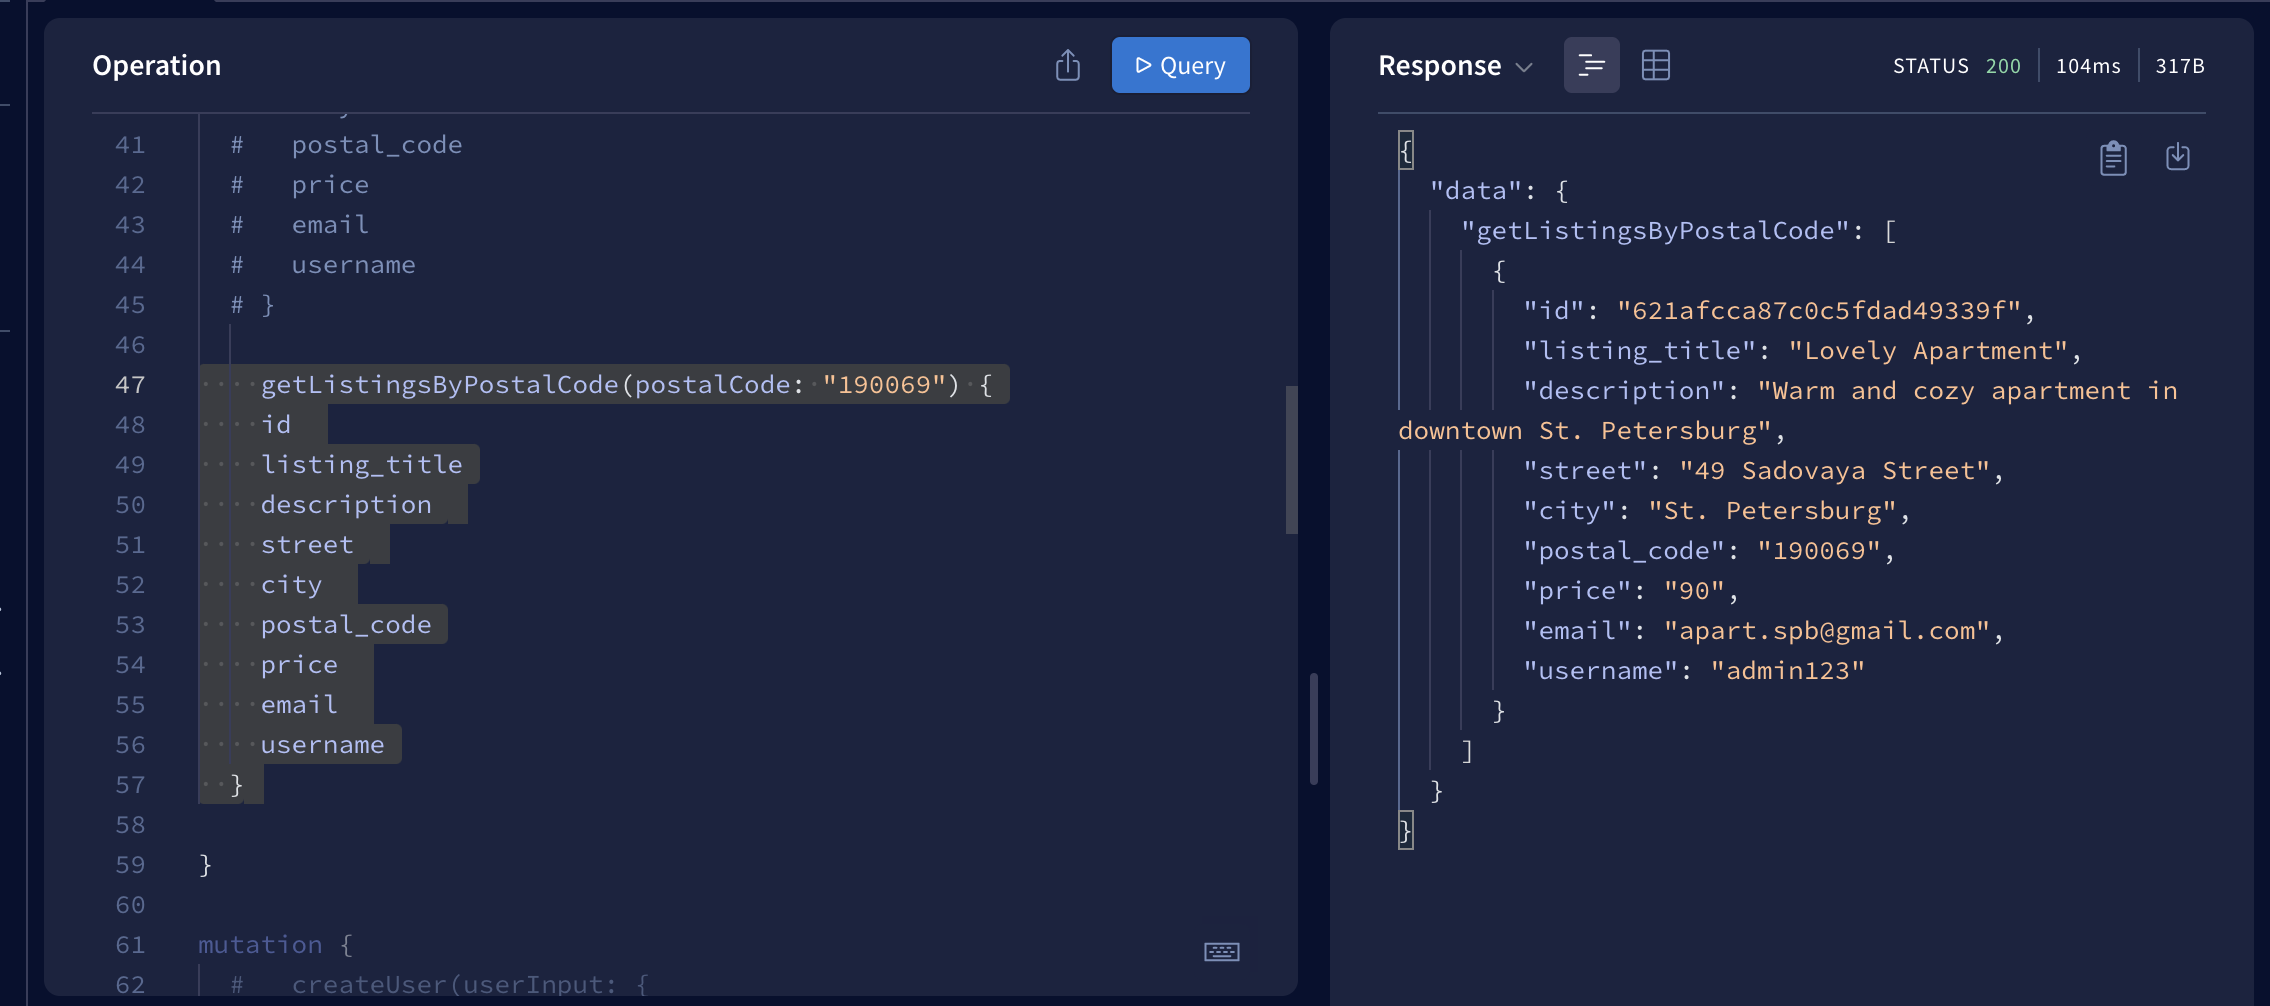 Operation
Query
41 # postal_code
42 # price
43 # email
44 # username
45 # }
46
47 getListingsByPostalCode(postalCode: "190069") {
48 id
49 listing_title
50 description
51 street
52 city
53 postal_code
54 price
55 email
56 username
57 }
58
59 }
60
61 mutation {
62 # createUser(userInput: {
Response
STATUS 200 104ms 317B
{
"data": {
"getListingsByPostalCode": [
{
"id": "621afcca87c0c5fdad49339f",
"listing_title": "Lovely Apartment",
"description": "Warm and cozy apartment in
downtown St. Petersburg",
"street": "49 Sadovaya Street",
"city": "St. Petersburg",
"postal_code": "190069",
"price": "90",
"email": "apart.spb@gmail.com",
"username": "admin123"
}
]
}
}